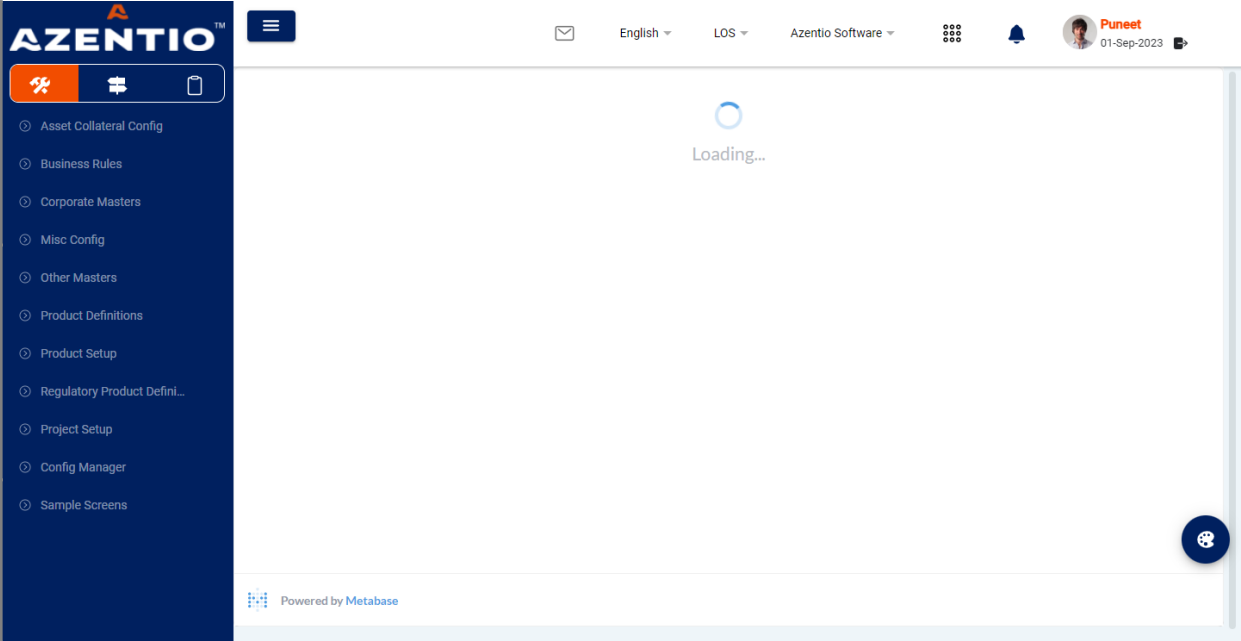 AZENTIO™
English
LOS
Azentio Software
Puneet
01-Sep-2023
Asset Collateral Config
Business Rules
Corporate Masters
Misc Config
Other Masters
Product Definitions
Product Setup
Regulatory Product Defini...
Project Setup
Config Manager
Sample Screens
Loading...
Powered by Metabase